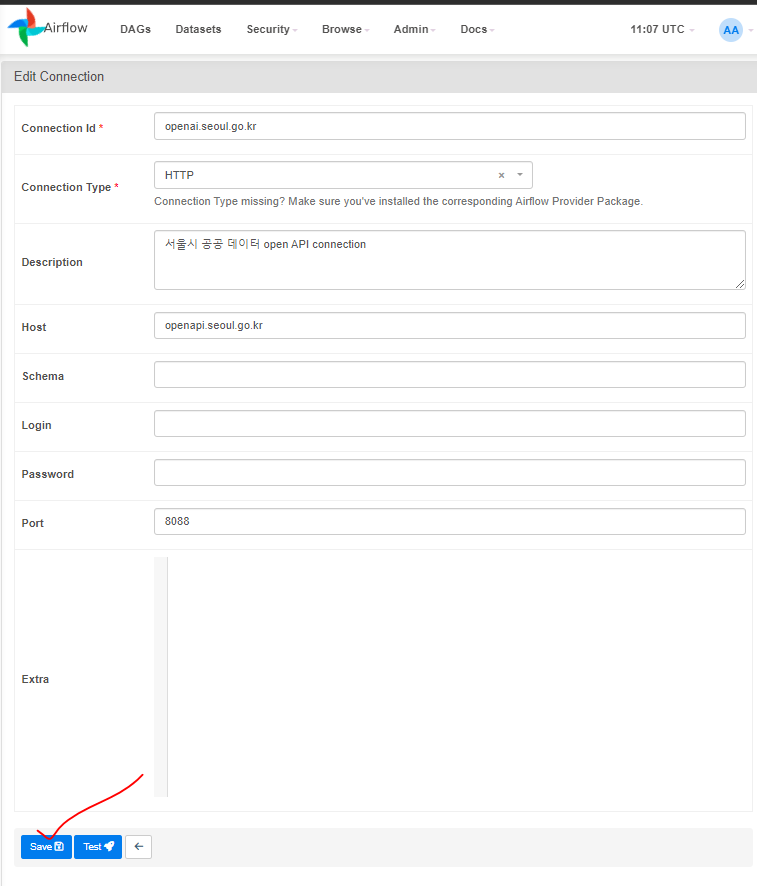 Airflow DAGs Datasets Security Browse Admin Docs 11:07 UTC AA
Edit Connection
Connection Id * openai.seoul.go.kr
Connection Type * HTTP × 
Connection Type missing? Make sure you've installed the corresponding Airflow Provider Package.
Description 서울시 공공 데이터 open API connection
Host openapi.seoul.go.kr
Schema
Login
Password
Port 8088
Extra
Save Test ←